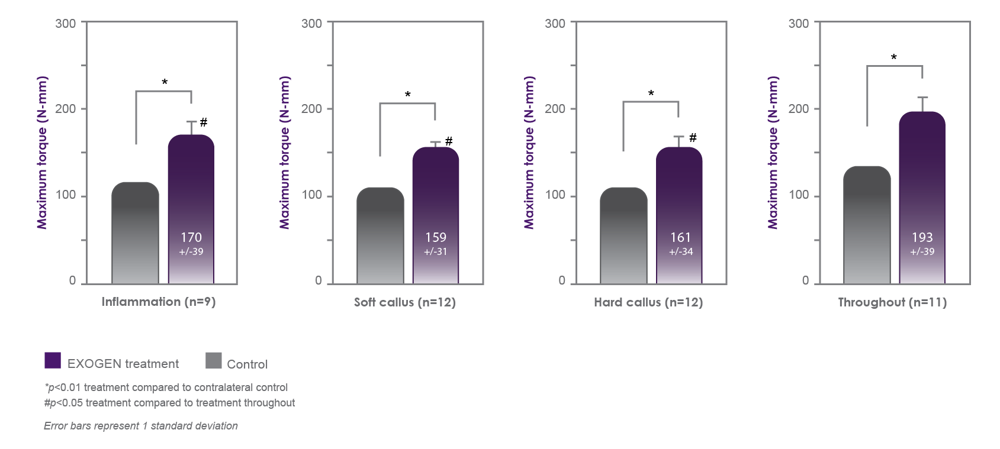 300
200
100
0
Maximum torque (N-mm)
*
#
170
+/-39
Inflammation (n=9)
300
200
100
0
Maximum torque (N-mm)
*
#
159
+/-31
Soft callus (n=12)
300
200
100
0
Maximum torque (N-mm)
*
#
161
+/-34
Hard callus (n=12)
300
200
100
0
Maximum torque (N-mm)
*
193
+/-39
Throughout (n=11)
EXOGEN treatment
Control
*p<0.01 treatment compared to contralateral control
#p<0.05 treatment compared to treatment throughout
Error bars represent 1 standard deviation